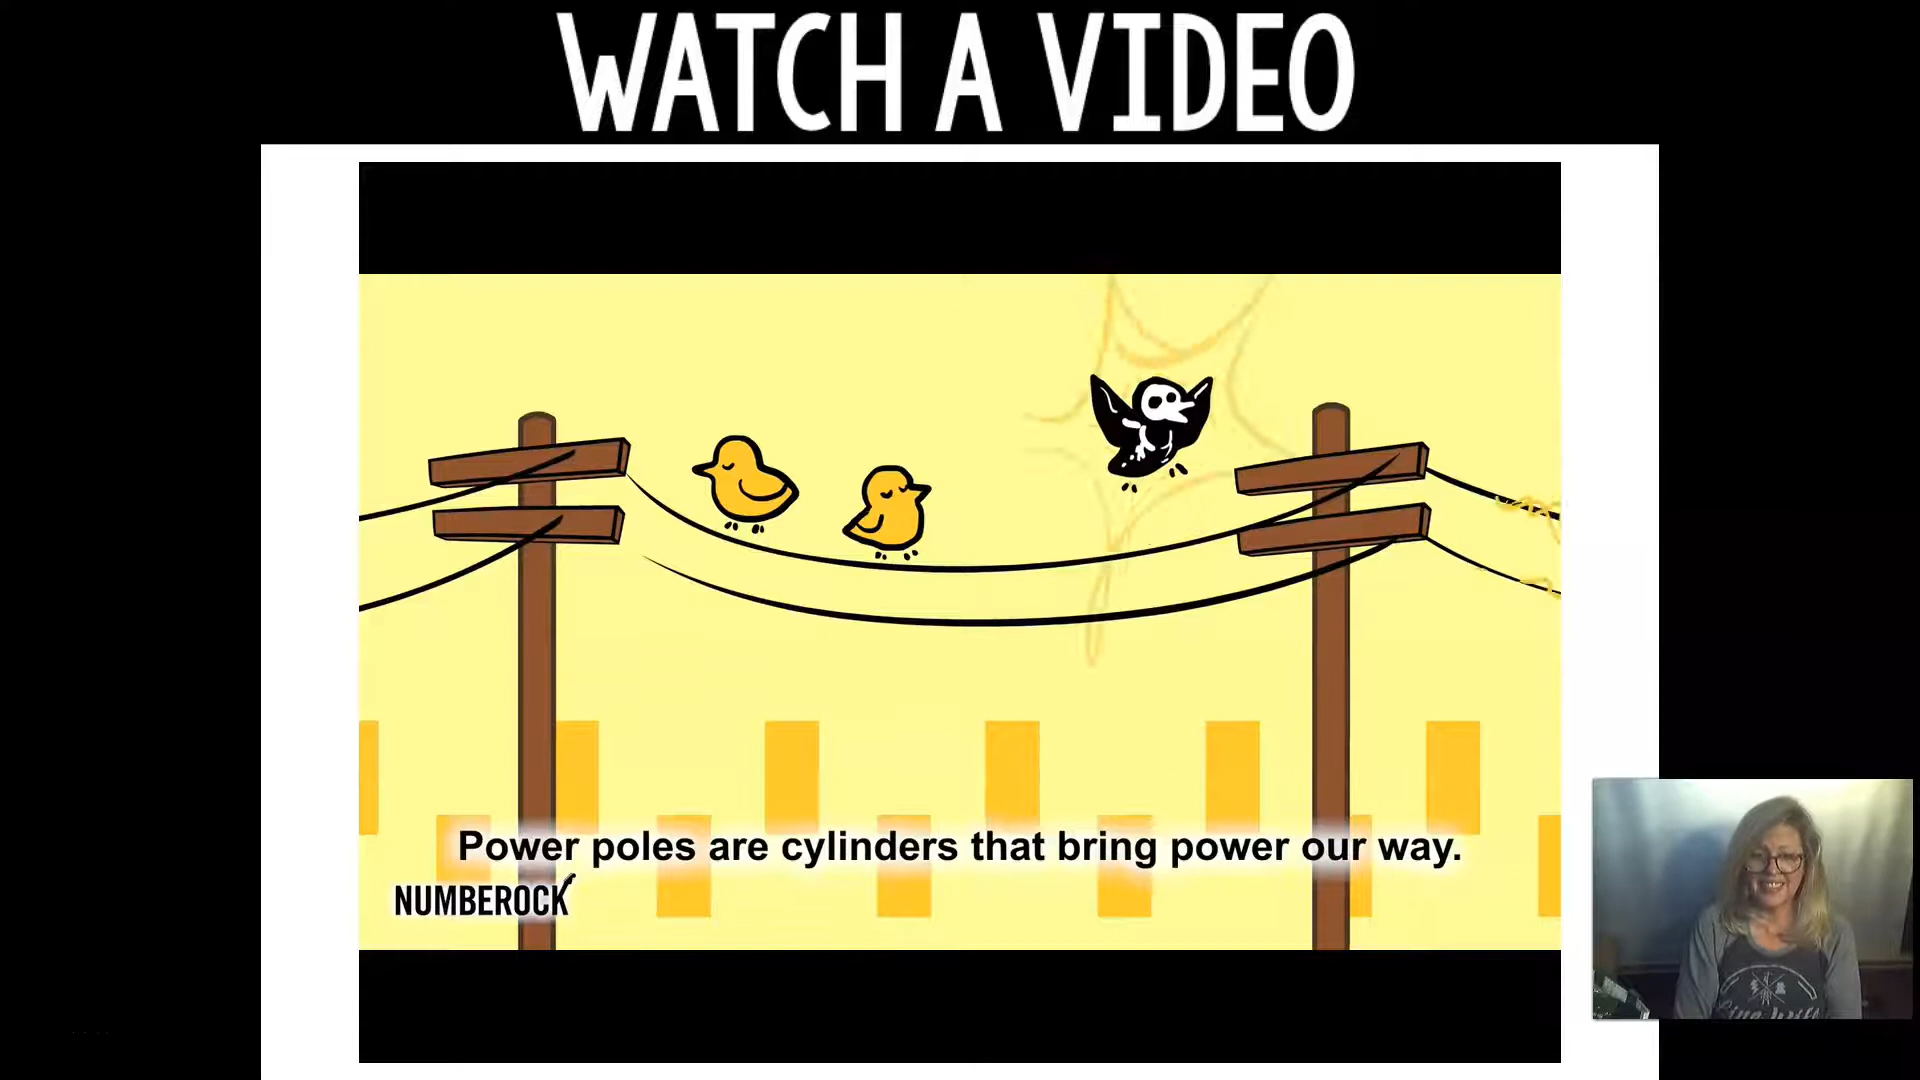 WATCH A VIDEO
Power poles are cylinders that bring power our way.
NUMBEROCK